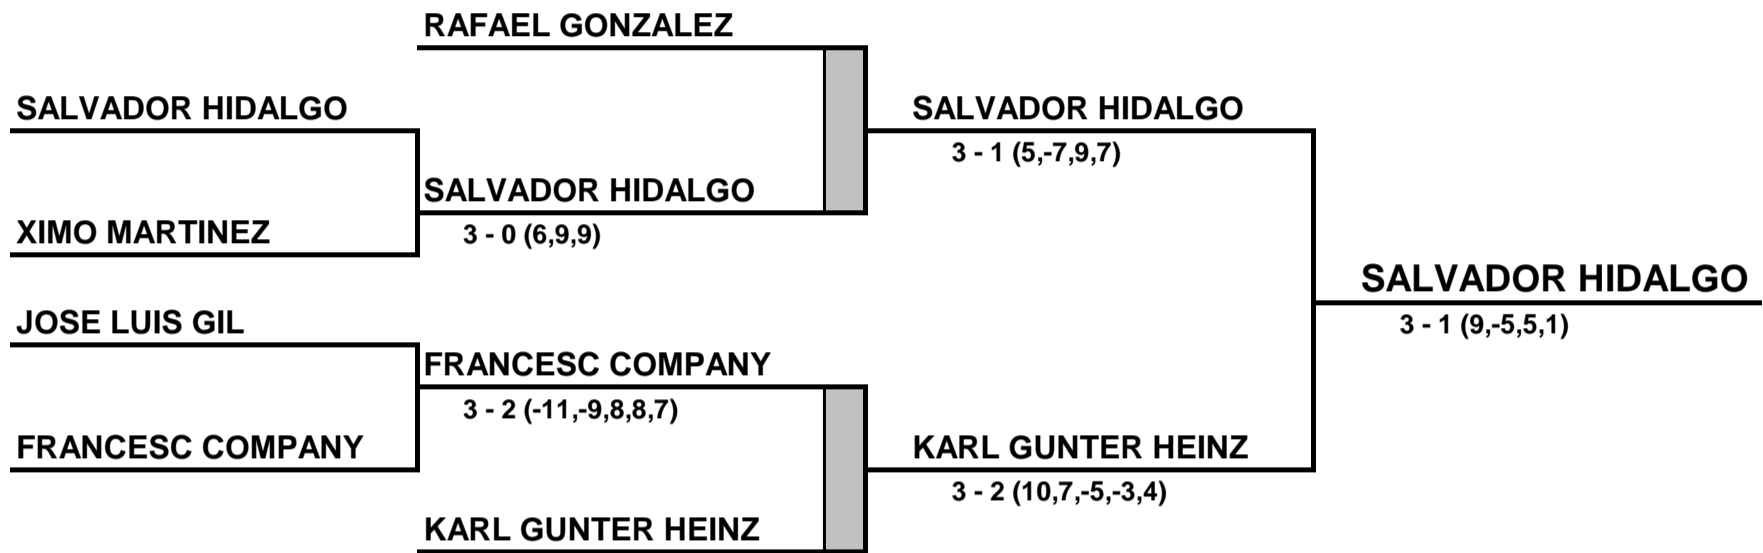 RAFAEL GONZALEZ
SALVADOR HIDALGO
SALVADOR HIDALGO
3 - 1 (5,-7,9,7)
SALVADOR HIDALGO
XIMO MARTINEZ
3 - 0 (6,9,9)
SALVADOR HIDALGO
JOSE LUIS GIL
3 - 1 (9,-5,5,1)
FRANCESC COMPANY
3 - 2 (-11,-9,8,8,7)
FRANCESC COMPANY
KARL GUNTER HEINZ
3 - 2 (10,7,-5,-3,4)
KARL GUNTER HEINZ